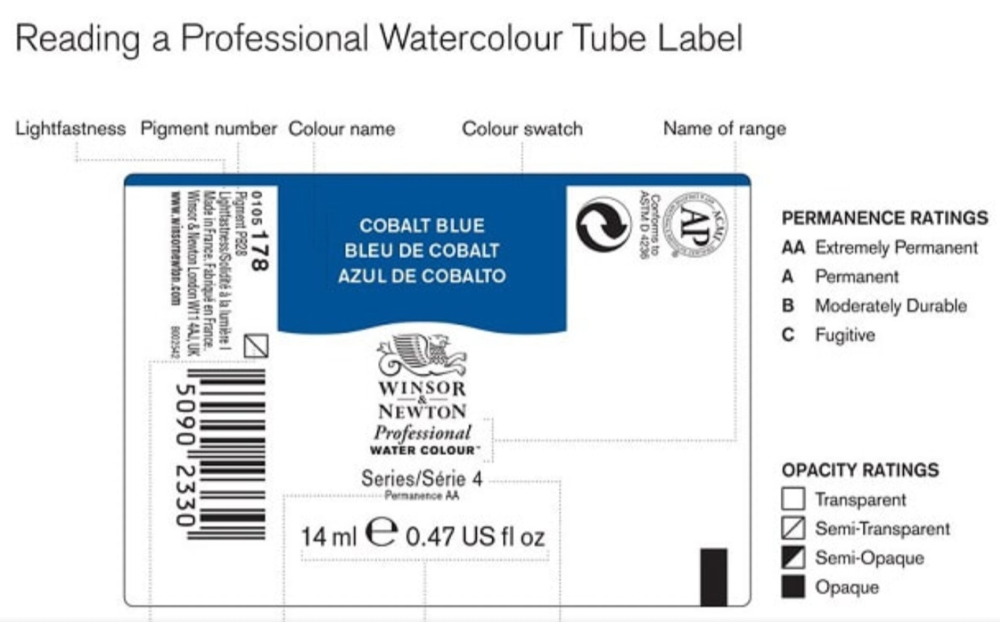 Reading a Professional Watercolour Tube Label
Lightfastness Pigment number Colour name Colour swatch Name of range
0105 178
Pigment PB28
Lightfastness/Solidité à la lumière I
Made in France. Fabriqué en France.
Winsor & Newton London W11 4AJ, UK
www.winsornewton.com B002542
5090 2330
COBALT BLUE
BLEU DE COBALT
AZUL DE COBALTO
WINSOR
&
NEWTON
Professional
WATER COLOUR™
Series/Série 4
Permanence AA
14 ml e 0.47 US fl oz
Conforms to
ASTM D 4236
ACMI
AP
PERMANENCE RATINGS
AA Extremely Permanent
A Permanent
B Moderately Durable
C Fugitive
OPACITY RATINGS
Transparent
Semi-Transparent
Semi-Opaque
Opaque